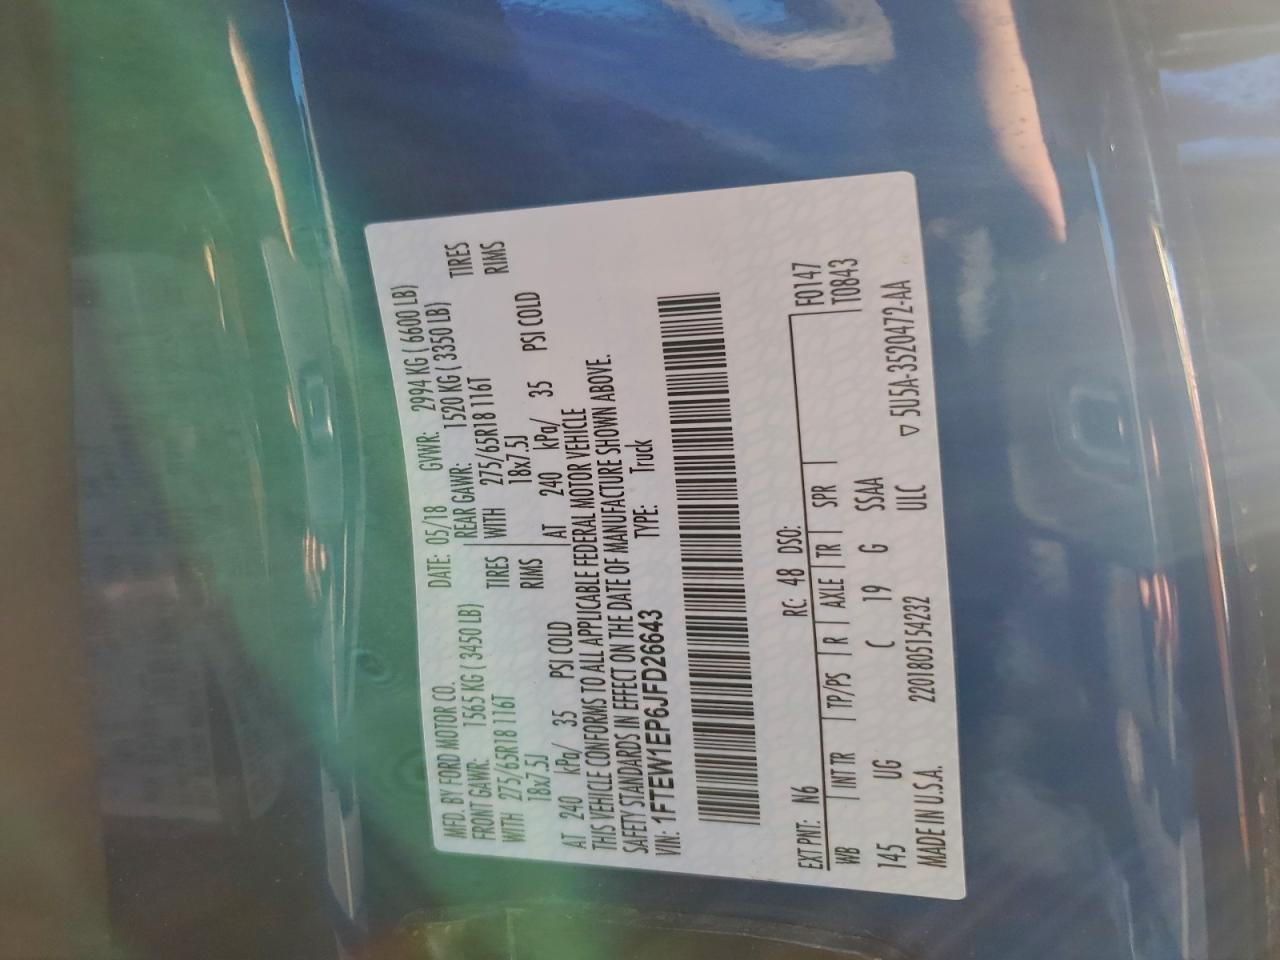 MFD. BY FORD MOTOR CO.
DATE: 05/18 GVWR: 2994 KG ( 6600 LB)
FRONT GAWR: 1565 KG ( 3450 LB) REAR GAWR: 1520 KG ( 3350 LB)
WITH 275/65R18 116T TIRES WITH 275/65R18 116T TIRES
18x7.5J RIMS 18x7.5J RIMS
AT 240 kPa/ 35 PSI COLD AT 240 kPa/ 35 PSI COLD
THIS VEHICLE CONFORMS TO ALL APPLICABLE FEDERAL MOTOR VEHICLE
SAFETY STANDARDS IN EFFECT ON THE DATE OF MANUFACTURE SHOWN ABOVE.
VIN: 1FTEW1EP6JFD26643 TYPE: Truck
EXT PNT: N6 RC: 48 DSO: F0147
WB INT TR TP/PS R AXLE TR SPR T0843
145 UG C 19 G SSAA
MADE IN U.S.A. 2201805154232 ULC ▽ 5U5A-3520472-AA